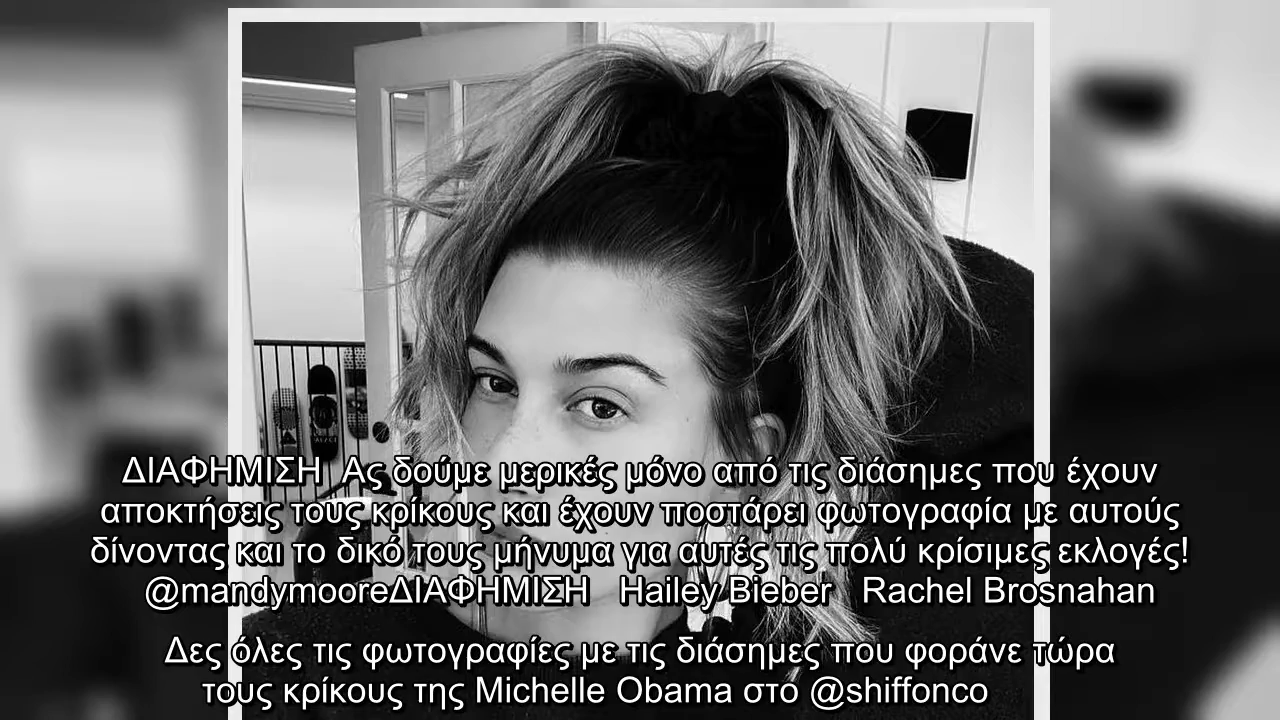 ΔΙΑΦΗΜΙΣΗ  Ας δούμε μερικές μόνο από τις διάσημες που έχουν
αποκτήσεις τους κρίκους και έχουν ποστάρει φωτογραφία με αυτούς
δίνοντας και το δικό τους μήνυμα για αυτές τις πολύ κρίσιμες εκλογές!
@mandymooreΔΙΑΦΗΜΙΣΗ   Hailey Bieber   Rachel Brosnahan
Δες όλες τις φωτογραφίες με τις διάσημες που φοράνε τώρα
τους κρίκους της Michelle Obama στο @shiffonco